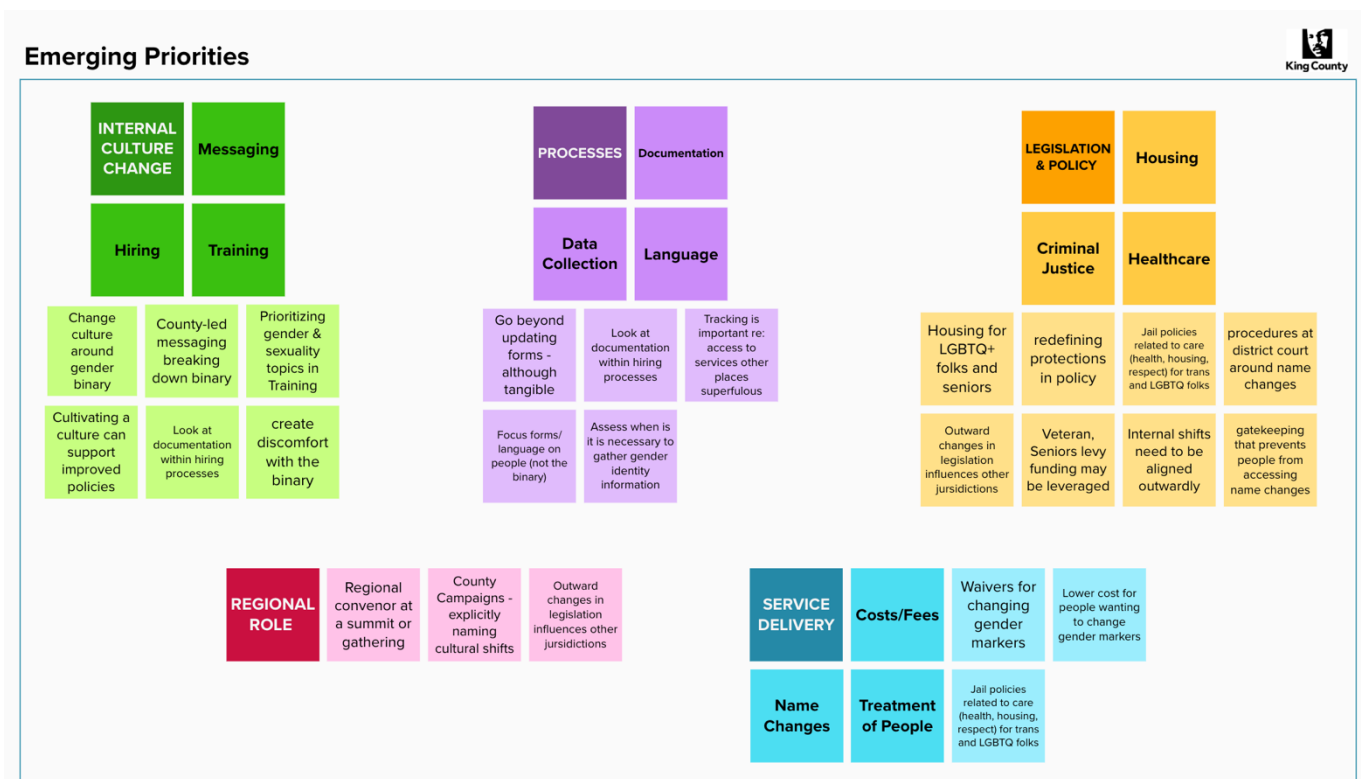 Emerging Priorities
King County
INTERNAL
CULTURE
CHANGE
Messaging
Hiring
Training
Change
culture
around
gender
binary
County-led
messaging
breaking
down binary
Prioritizing
gender &
sexuality
topics in
Training
Cultivating a
culture can
support
improved
policies
Look at
documentation
within hiring
processes
create
discomfort
with the
binary
PROCESSES
Documentation
Data
Collection
Language
Go beyond
updating
forms -
although
tangible
Look at
documentation
within hiring
processes
Tracking is
important re:
access to
services other
places
superfulous
Focus forms/
language on
people (not the
binary)
Assess when is
it is necessary to
gather gender
identity
information
LEGISLATION
& POLICY
Housing
Criminal
Justice
Healthcare
Housing for
LGBTQ+
folks and
seniors
redefining
protections
in policy
Jail policies
related to care
(health, housing,
respect) for trans
and LGBTQ folks
procedures at
district court
around name
changes
Outward
changes in
legislation
influences other
jursidictions
Veteran,
Seniors levy
funding may
be leveraged
Internal shifts
need to be
aligned
outwardly
gatekeeping
that prevents
people from
accessing
name changes
REGIONAL
ROLE
Regional
convenor at
a summit or
gathering
County
Campaigns -
explicitly
naming
cultural shifts
Outward
changes in
legislation
influences other
jursidictions
SERVICE
DELIVERY
Costs/Fees
Waivers for
changing
gender
markers
Lower cost for
people wanting
to change
gender markers
Name
Changes
Treatment
of People
Jail policies
related to care
(health, housing,
respect) for trans
and LGBTQ folks